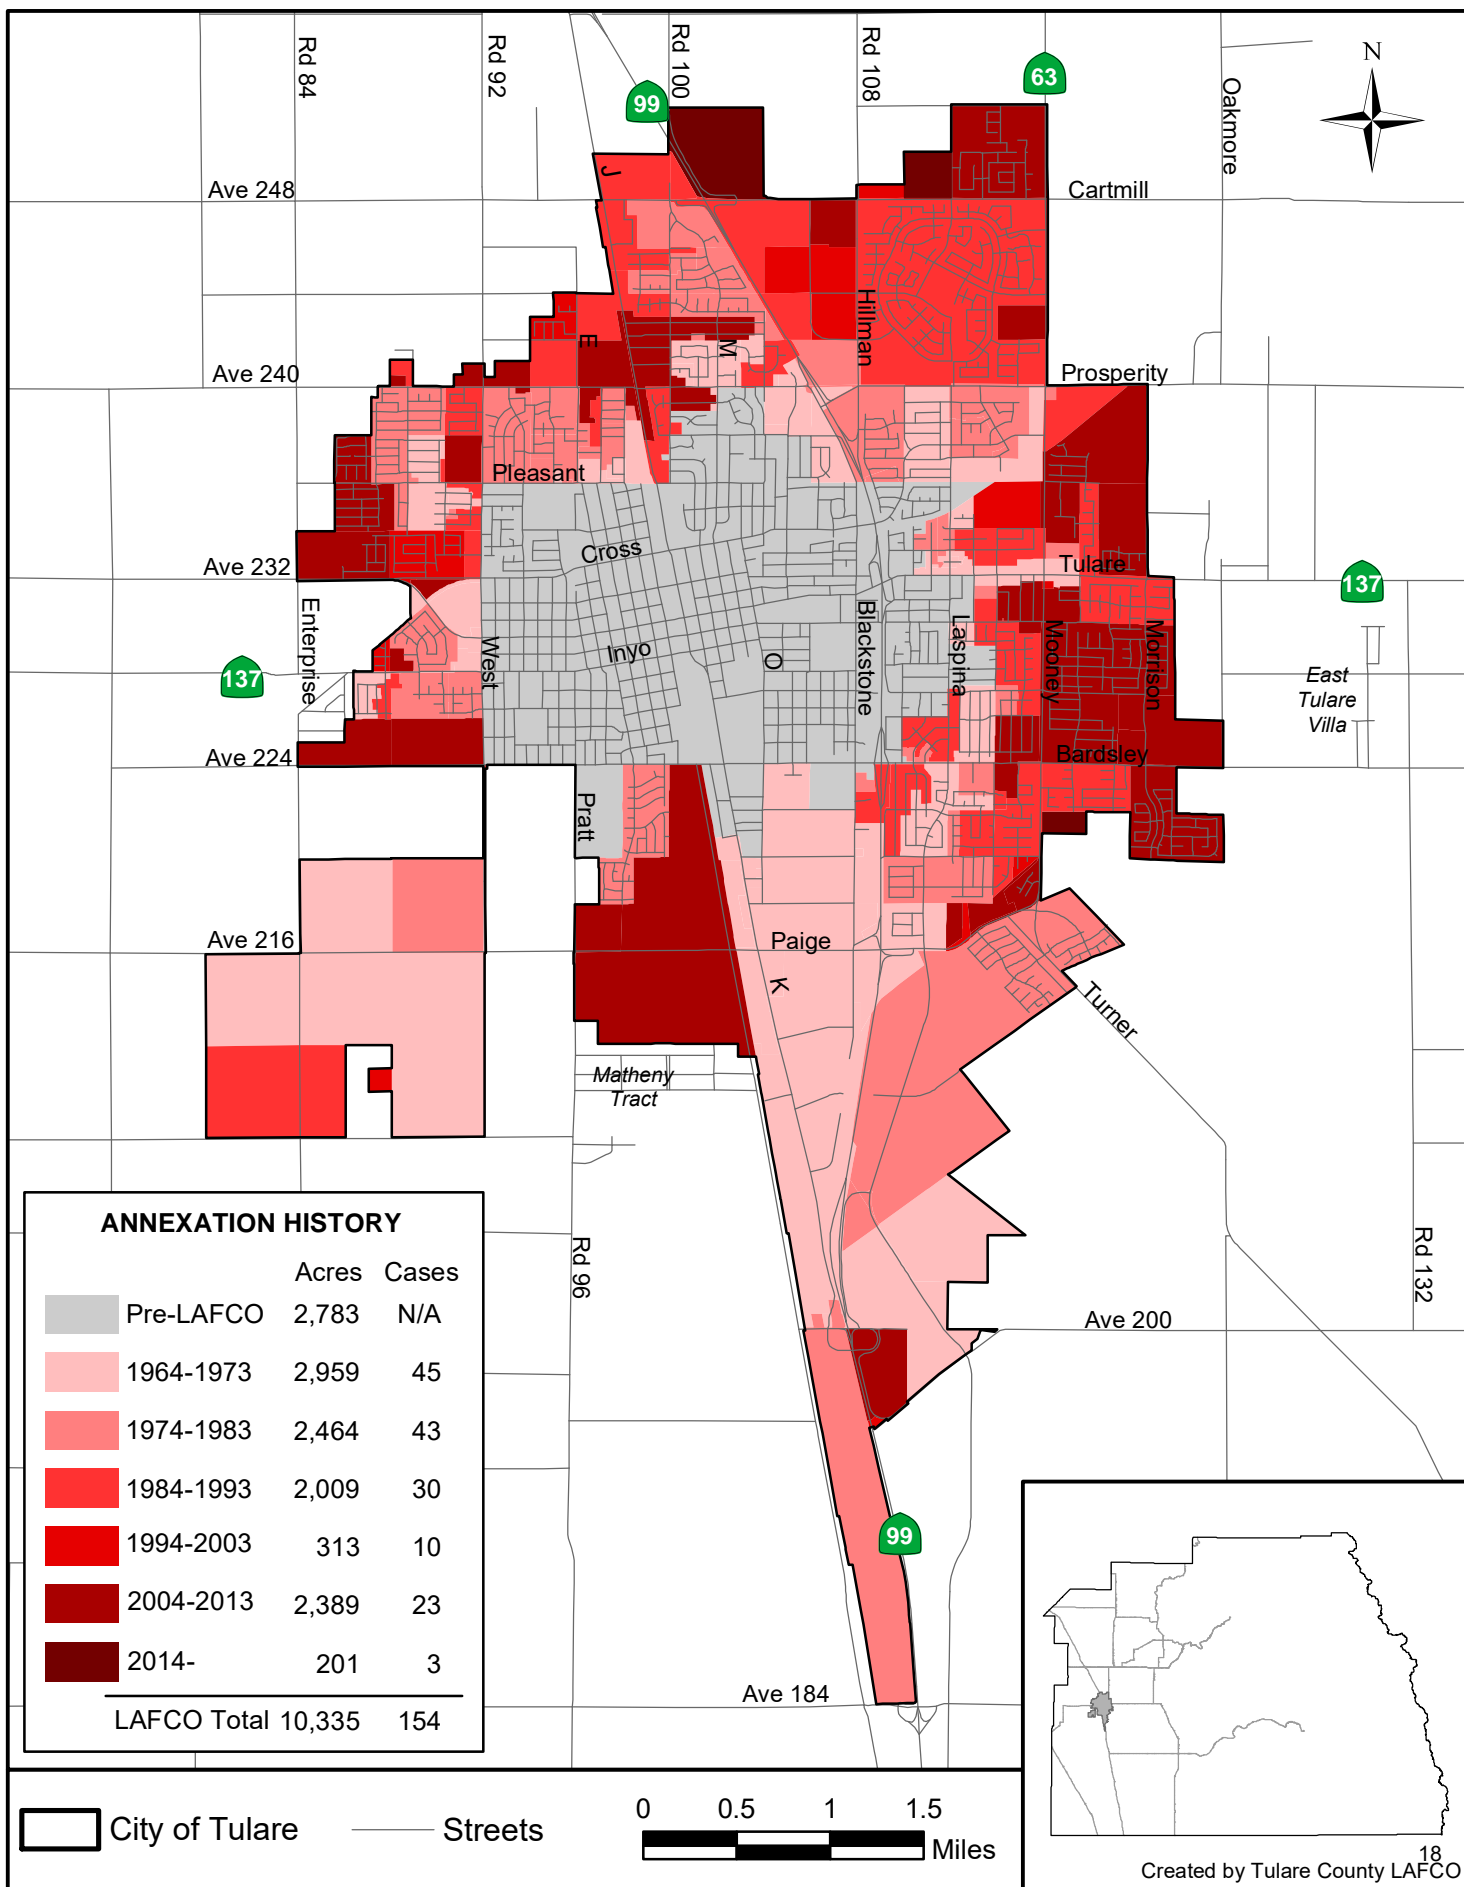 N
Rd 84
Rd 92
Rd 100
99
Rd 108
63
Oakmore
J
Ave 248
Cartmill
Hillman
E
M
Ave 240
Prosperity
Pleasant
Cross
Ave 232
Tulare
137
Enterprise
West
Inyo
O
Blackstone
Laspina
Mooney
Morrison
137
East
Tulare
Villa
Ave 224
Bardsley
Pratt
Ave 216
Paige
K
Turner
Matheny
Tract
Rd 96
Rd 132
Ave 200
99
Ave 184
ANNEXATION HISTORY
Acres Cases
Pre-LAFCO 2,783 N/A
1964-1973 2,959 45
1974-1983 2,464 43
1984-1993 2,009 30
1994-2003 313 10
2004-2013 2,389 23
2014- 201 3
LAFCO Total 10,335 154
City of Tulare
Streets
0 0.5 1 1.5
Miles
18
Created by Tulare County LAFCO